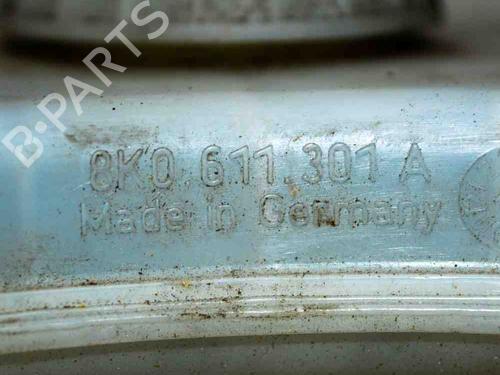 B-PARTS
8K0.611.301 A
Made in Germany